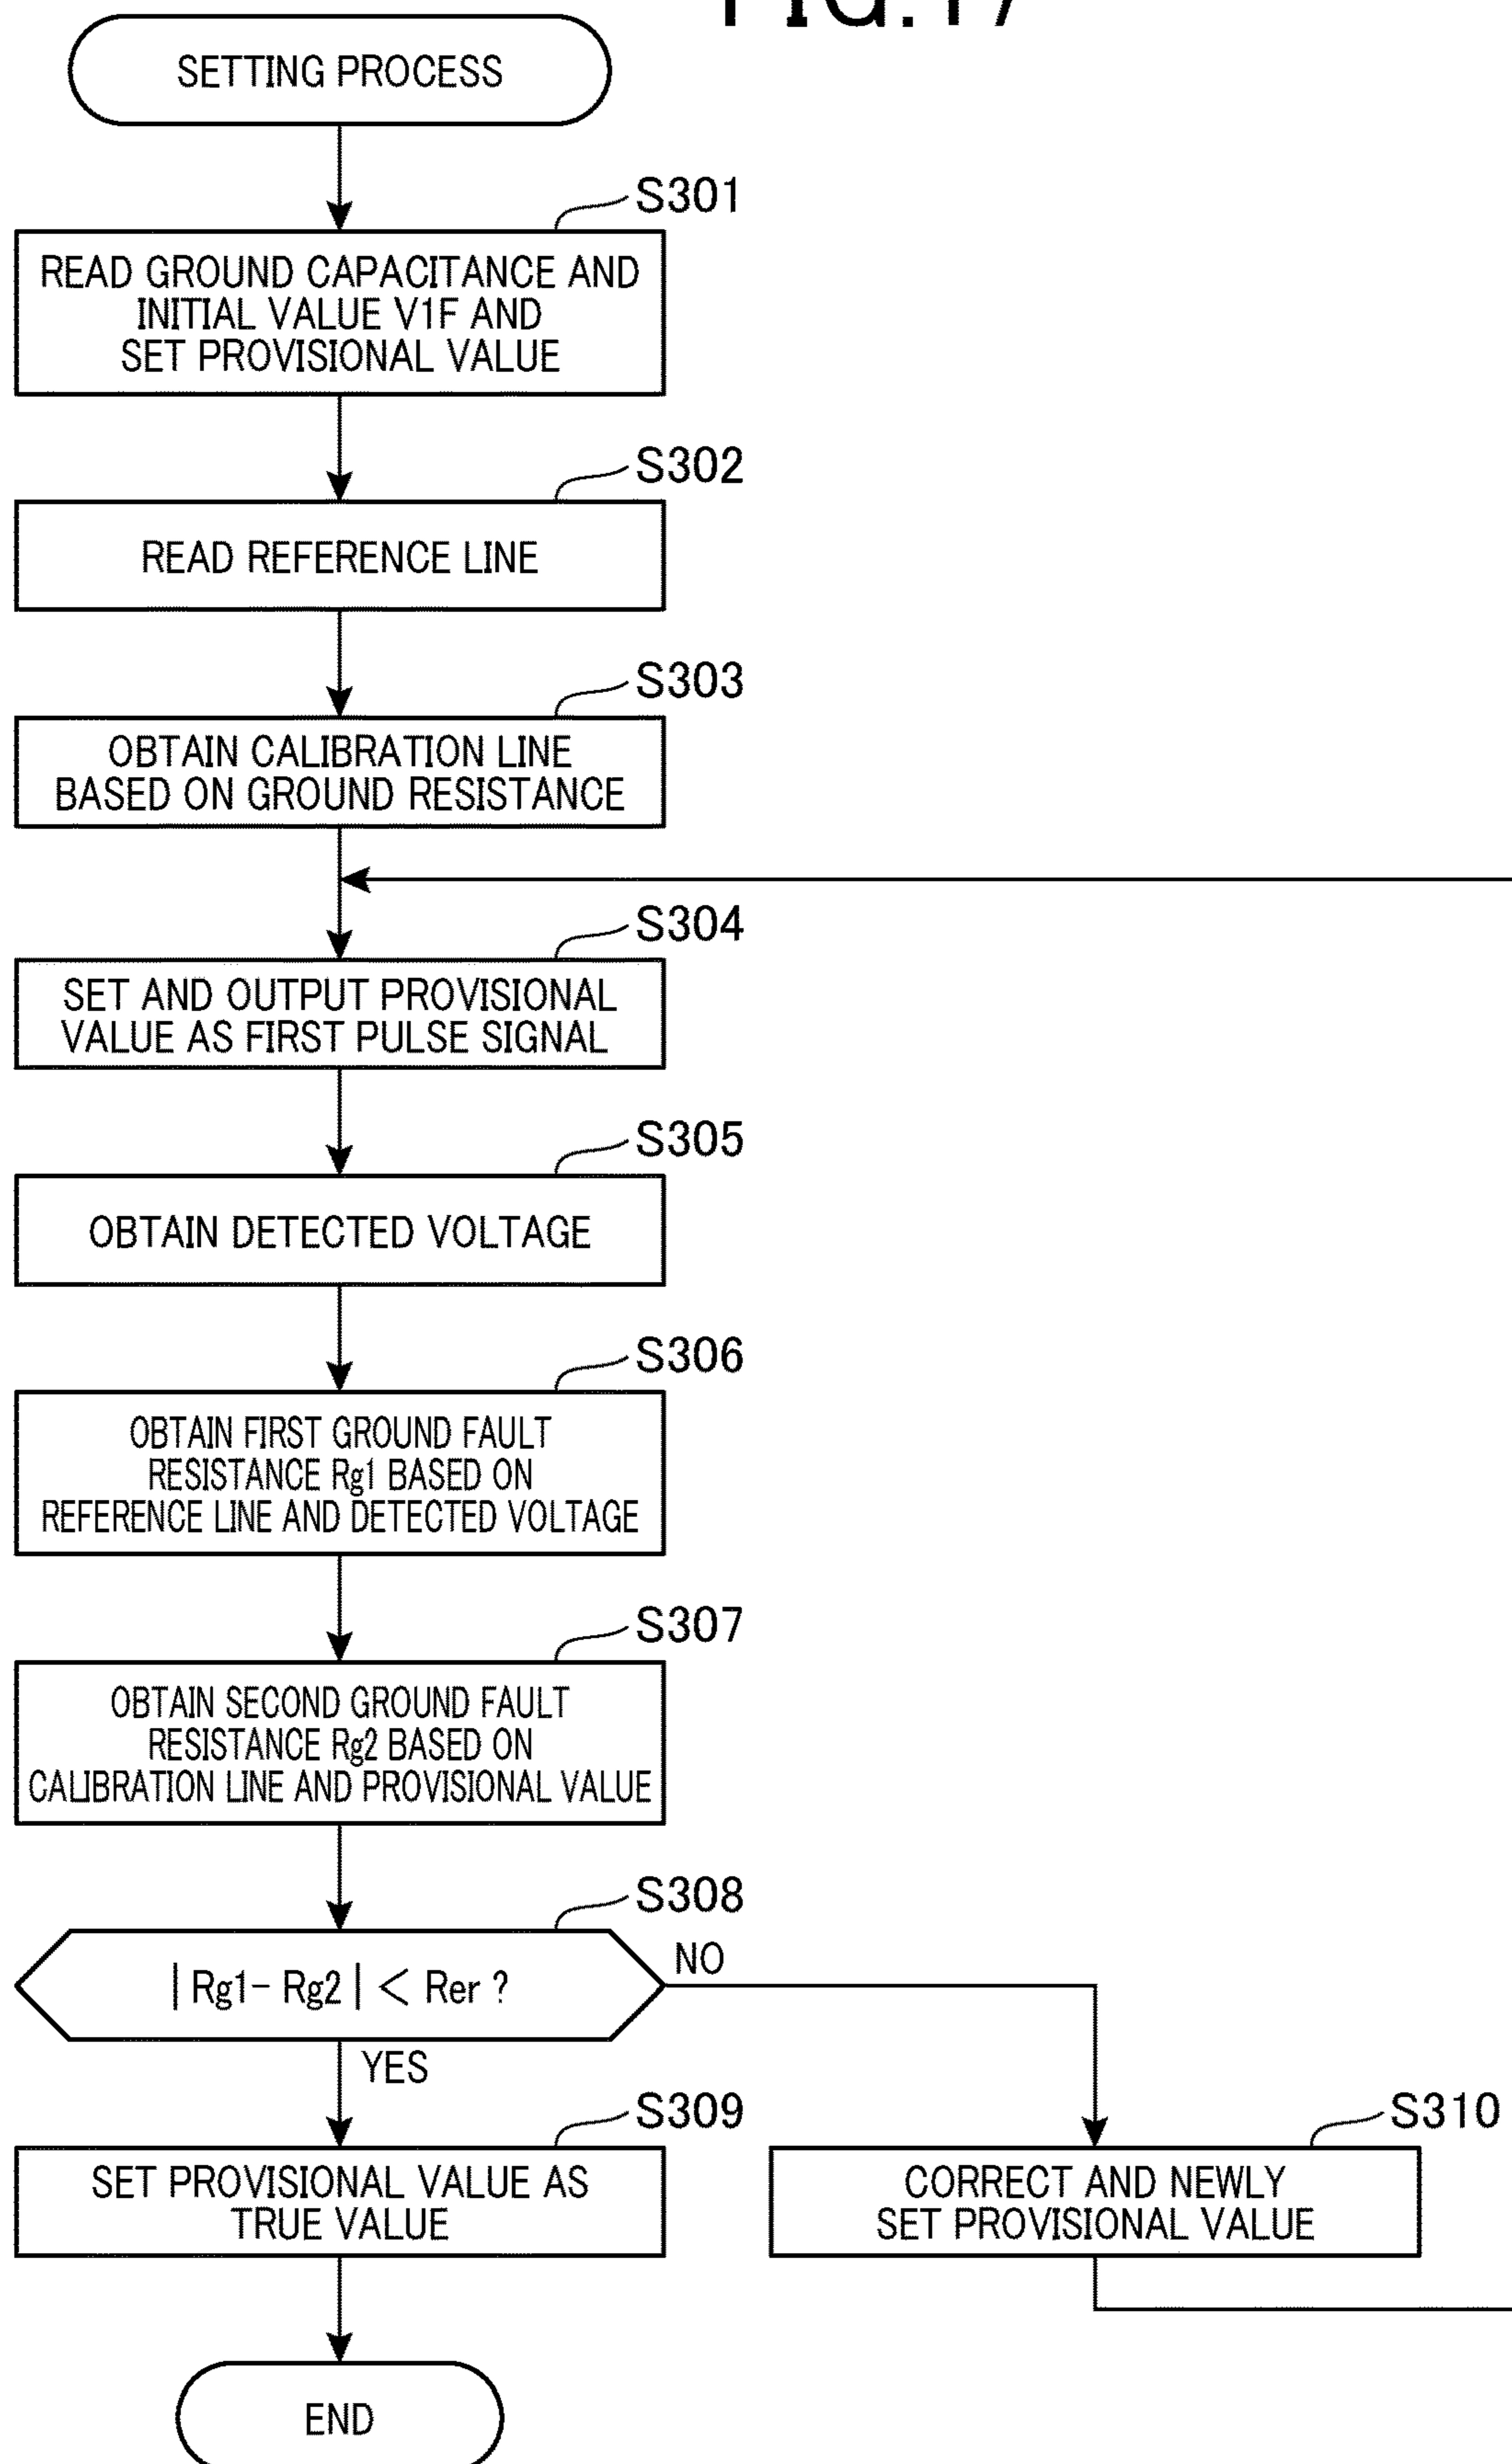 FIG.17
SETTING PROCESS
S301
READ GROUND CAPACITANCE AND
INITIAL VALUE V1F AND
SET PROVISIONAL VALUE
S302
READ REFERENCE LINE
S303
OBTAIN CALIBRATION LINE
BASED ON GROUND RESISTANCE
S304
SET AND OUTPUT PROVISIONAL
VALUE AS FIRST PULSE SIGNAL
S305
OBTAIN DETECTED VOLTAGE
S306
OBTAIN FIRST GROUND FAULT
RESISTANCE Rg1 BASED ON
REFERENCE LINE AND DETECTED VOLTAGE
S307
OBTAIN SECOND GROUND FAULT
RESISTANCE Rg2 BASED ON
CALIBRATION LINE AND PROVISIONAL VALUE
S308
|Rg1- Rg2| < Rer ?
NO
YES
S309
SET PROVISIONAL VALUE AS
TRUE VALUE
S310
CORRECT AND NEWLY
SET PROVISIONAL VALUE
END